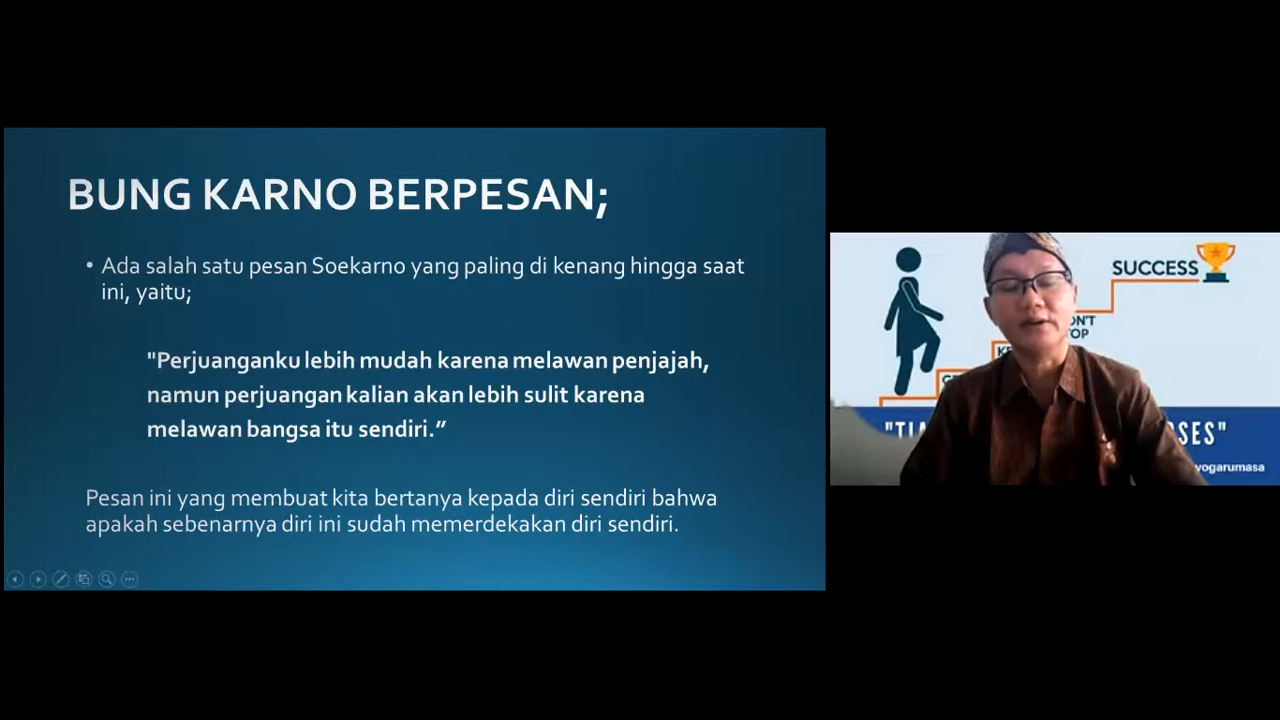 BUNG KARNO BERPESAN;
• Ada salah satu pesan Soekarno yang paling di kenang hingga saat
ini, yaitu;
"Perjuanganku lebih mudah karena melawan penjajah,
namun perjuangan kalian akan lebih sulit karena
melawan bangsa itu sendiri.”
Pesan ini yang membuat kita bertanya kepada diri sendiri bahwa
apakah sebenarnya diri ini sudah memerdekakan diri sendiri.
SUCCESS